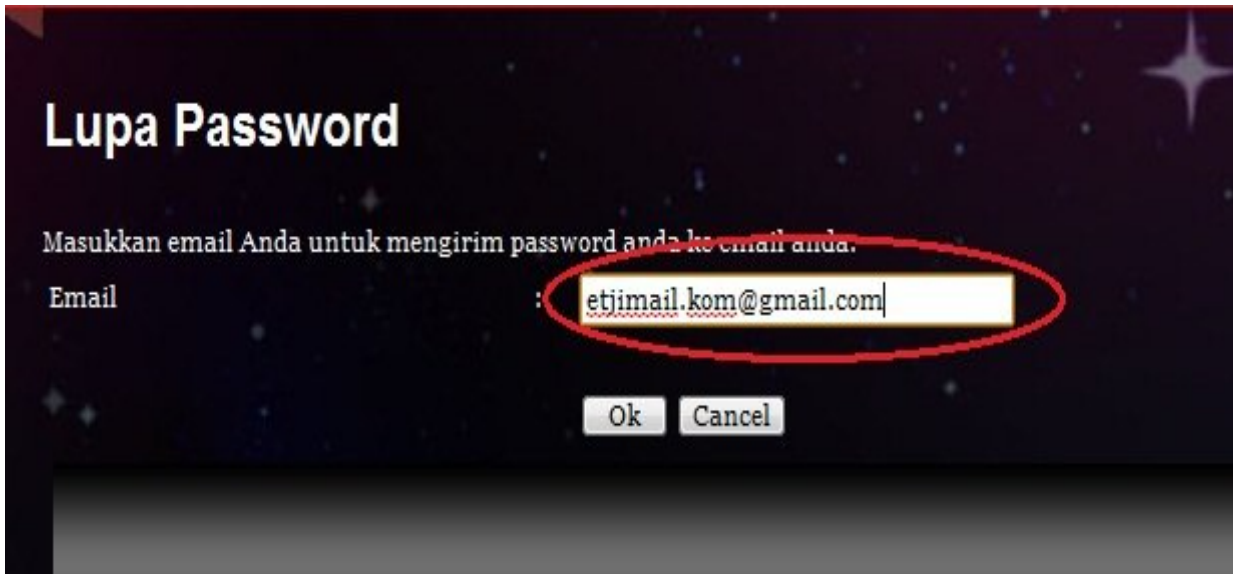 Lupa Password
Masukkan email Anda untuk mengirim password anda ke email anda.
Email : etjimail.kom@gmail.com
Ok Cancel